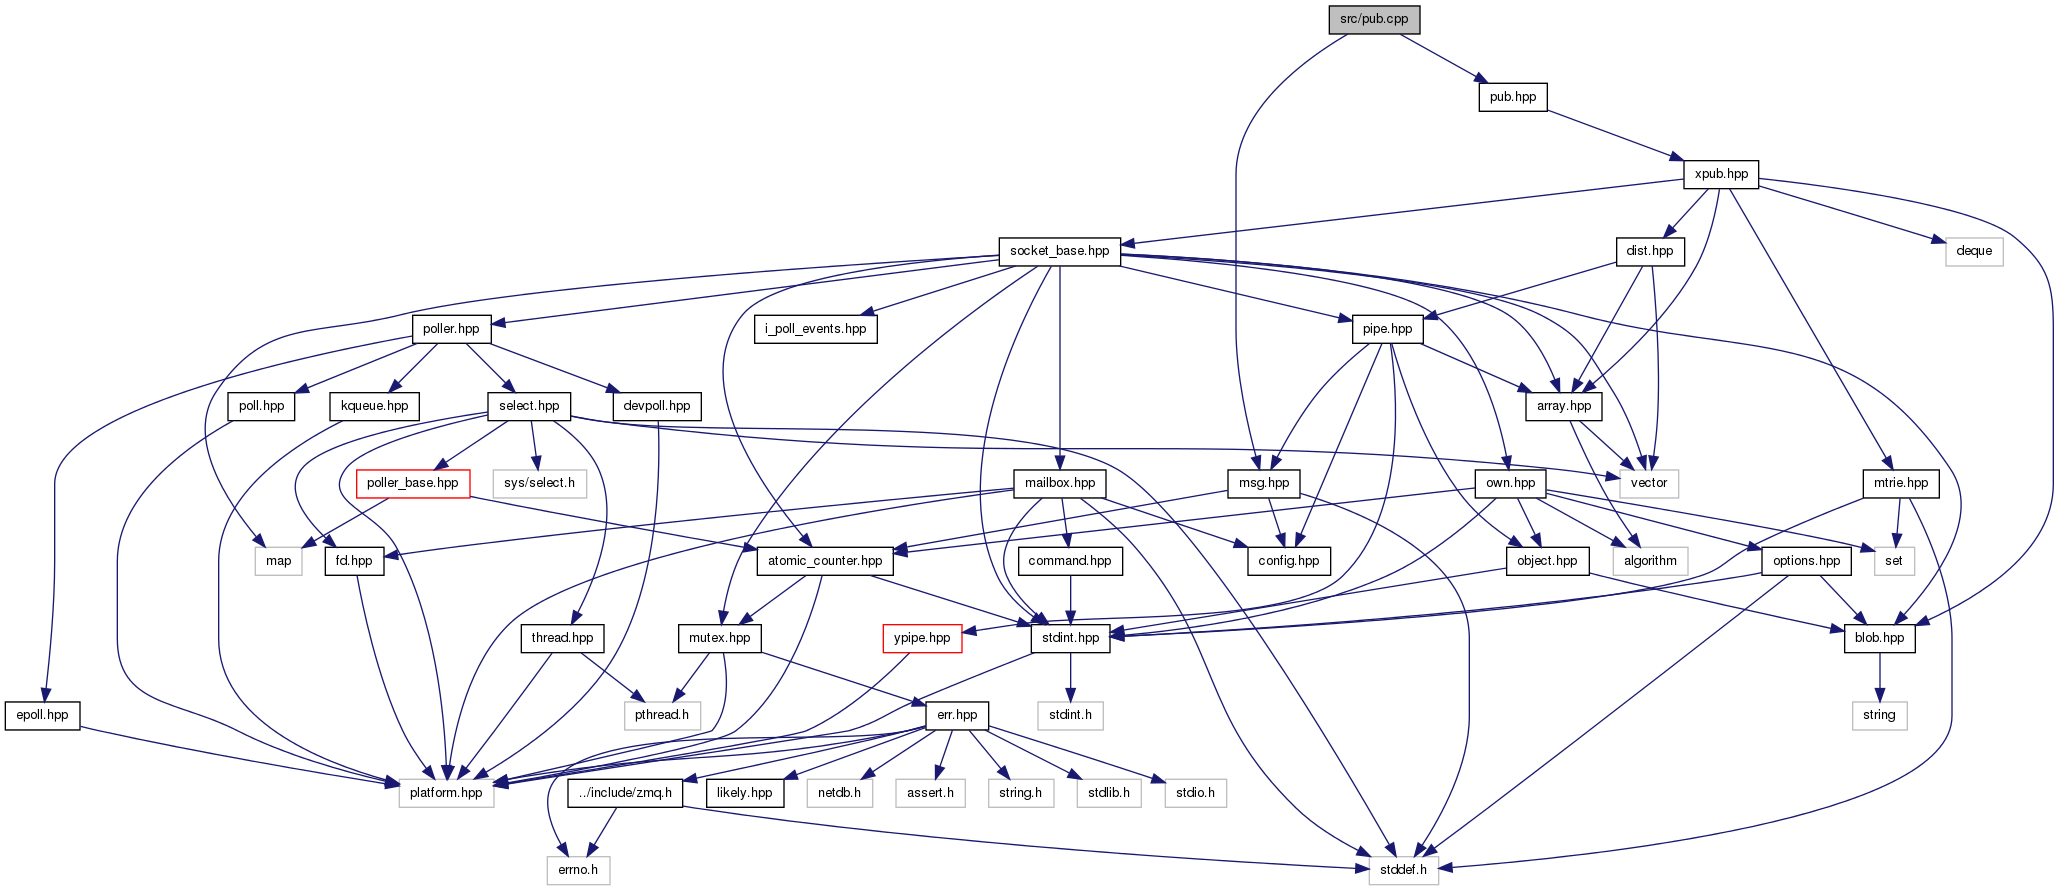 src/pub.cpp
pub.hpp
xpub.hpp
socket_base.hpp
dist.hpp
deque
poller.hpp
i_poll_events.hpp
pipe.hpp
poll.hpp
kqueue.hpp
select.hpp
devpoll.hpp
array.hpp
poller_base.hpp
sys/select.h
mailbox.hpp
msg.hpp
own.hpp
vector
mtrie.hpp
map
fd.hpp
atomic_counter.hpp
command.hpp
config.hpp
object.hpp
algorithm
options.hpp
set
thread.hpp
mutex.hpp
ypipe.hpp
stdint.hpp
blob.hpp
epoll.hpp
pthread.h
err.hpp
stdint.h
string
platform.hpp
../include/zmq.h
likely.hpp
netdb.h
assert.h
string.h
stdlib.h
stdio.h
errno.h
stddef.h